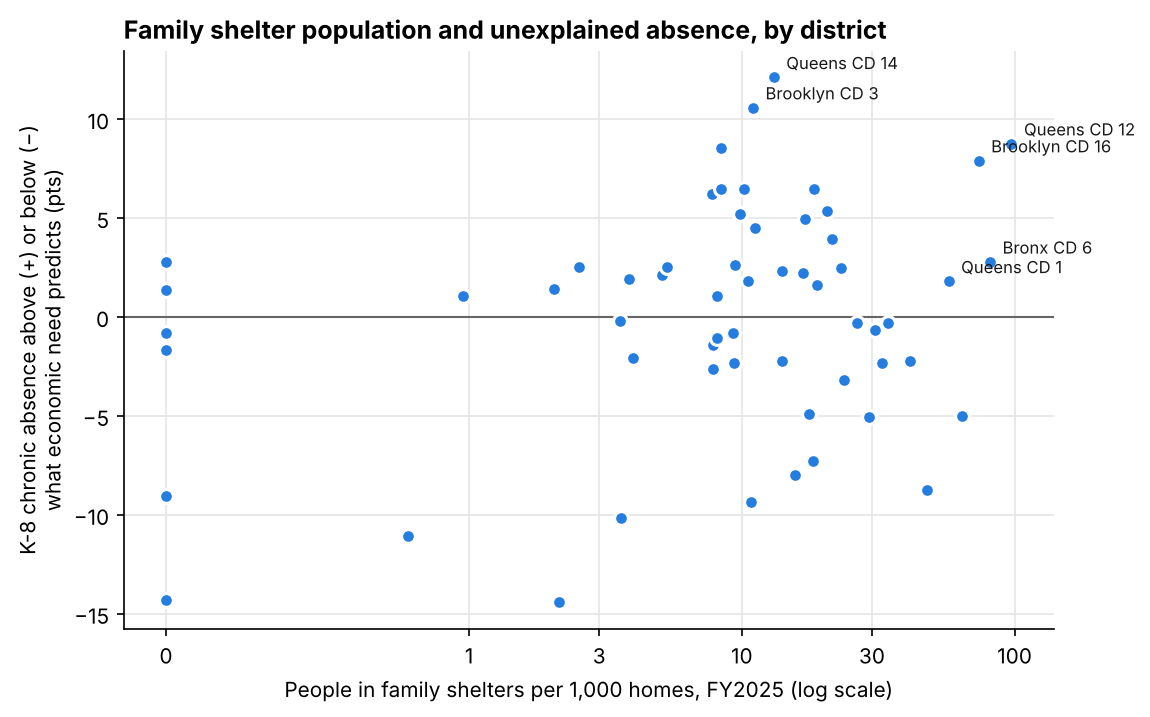 Family shelter population and unexplained absence, by district
Queens CD 14
Brooklyn CD 3
Queens CD 12
Brooklyn CD 16
Bronx CD 6
Queens CD 1
K-8 chronic absence above (+) or below (−)
what economic need predicts (pts)
10
5
0
−5
−10
−15
0
1
3
10
30
100
People in family shelters per 1,000 homes, FY2025 (log scale)